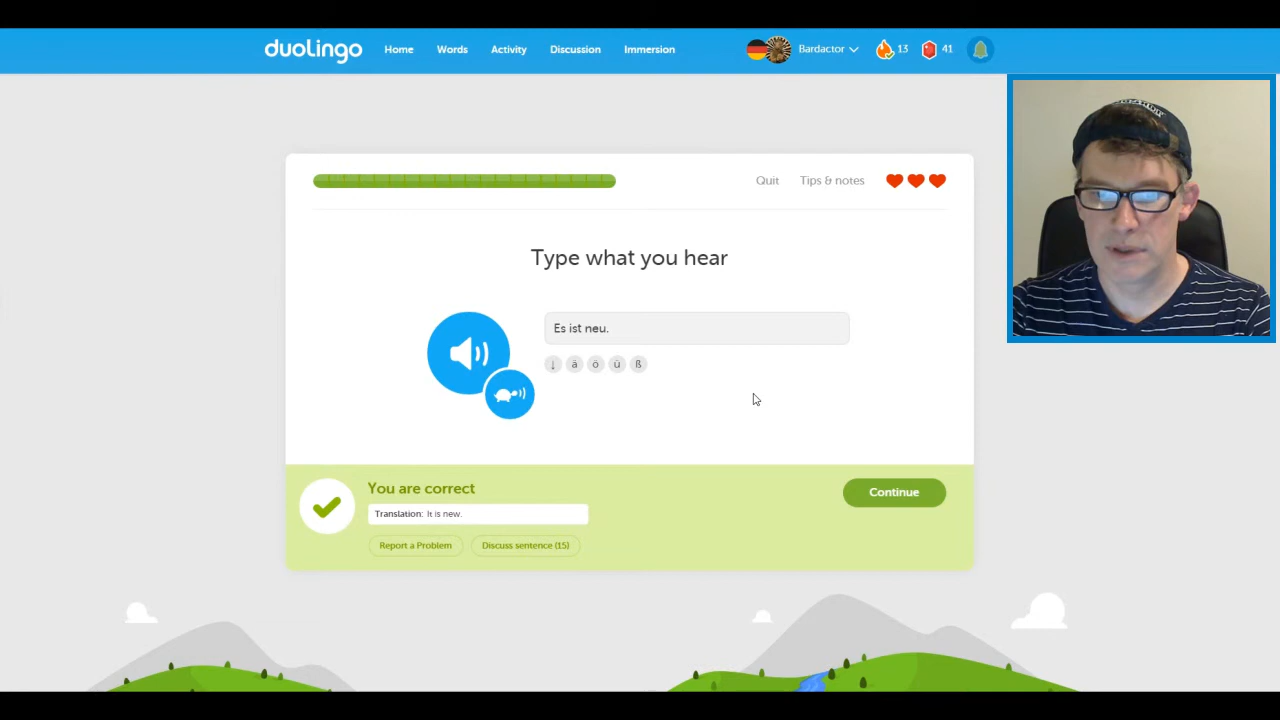 duolingo Home Words Activity Discussion Immersion Bardactor 13 41
Quit Tips & notes
Type what you hear
Es ist neu.
↓ ä ö ü ß
You are correct
Continue
Translation: It is new.
Report a Problem Discuss sentence (15)